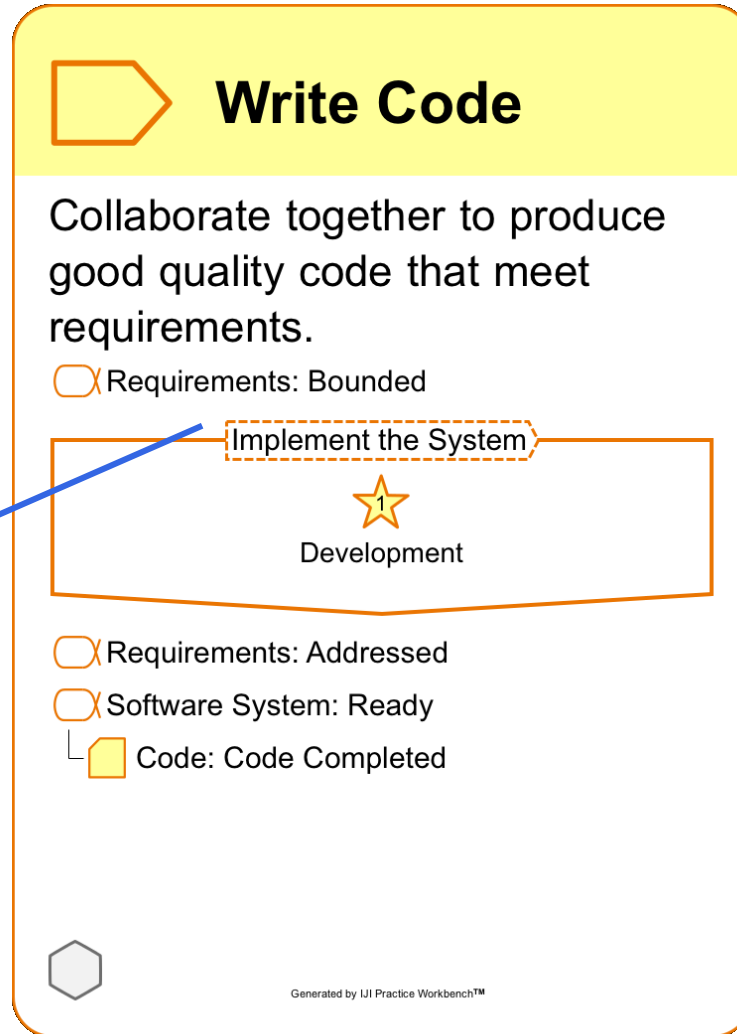 Write Code
Collaborate together to produce
good quality code that meet
requirements.
Requirements: Bounded
Implement the System
1
Development
Requirements: Addressed
Software System: Ready
Code: Code Completed
Generated by IJI Practice Workbench™